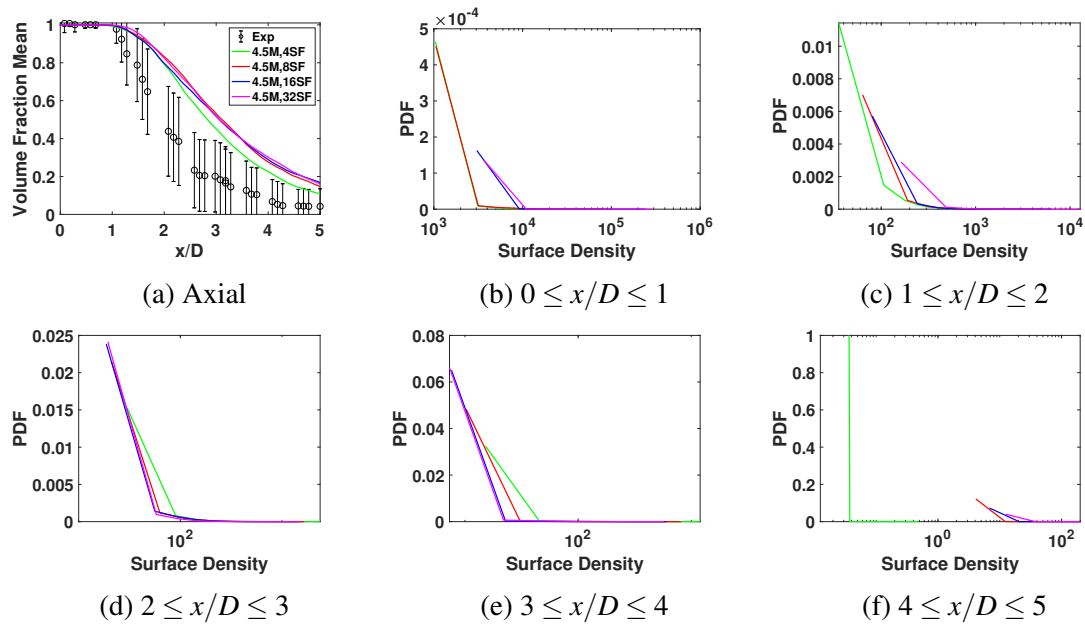 Volume Fraction Mean
1
0.8
0.6
0.4
0.2
0
0 1 2 3 4 5
x/D
Exp
4.5M,4SF
4.5M,8SF
4.5M,16SF
4.5M,32SF
(a) Axial
×10⁻⁴
PDF
5
4
3
2
1
0
10³ 10⁴ 10⁵ 10⁶
Surface Density
(b) 0 ≤ x/D ≤ 1
PDF
0.01
0.008
0.006
0.004
0.002
0
10² 10³ 10⁴
Surface Density
(c) 1 ≤ x/D ≤ 2
PDF
0.025
0.02
0.015
0.01
0.005
0
10²
Surface Density
(d) 2 ≤ x/D ≤ 3
PDF
0.08
0.06
0.04
0.02
0
10²
Surface Density
(e) 3 ≤ x/D ≤ 4
PDF
1
0.8
0.6
0.4
0.2
0
10⁰ 10²
Surface Density
(f) 4 ≤ x/D ≤ 5